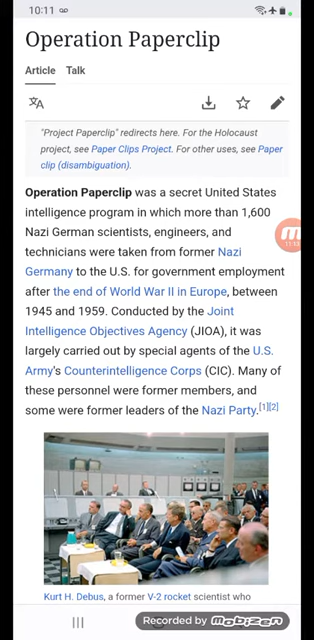 10:11
Operation Paperclip
Article Talk
"Project Paperclip" redirects here. For the Holocaust
project, see Paper Clips Project. For other uses, see Paper
clip (disambiguation).
Operation Paperclip was a secret United States
intelligence program in which more than 1,600
Nazi German scientists, engineers, and
technicians were taken from former Nazi
Germany to the U.S. for government employment
after the end of World War II in Europe, between
1945 and 1959. Conducted by the Joint
Intelligence Objectives Agency (JIOA), it was
largely carried out by special agents of the U.S.
Army's Counterintelligence Corps (CIC). Many of
these personnel were former members, and
some were former leaders of the Nazi Party.[1][2]
Kurt H. Debus, a former V-2 rocket scientist who
Recorded by mobizen